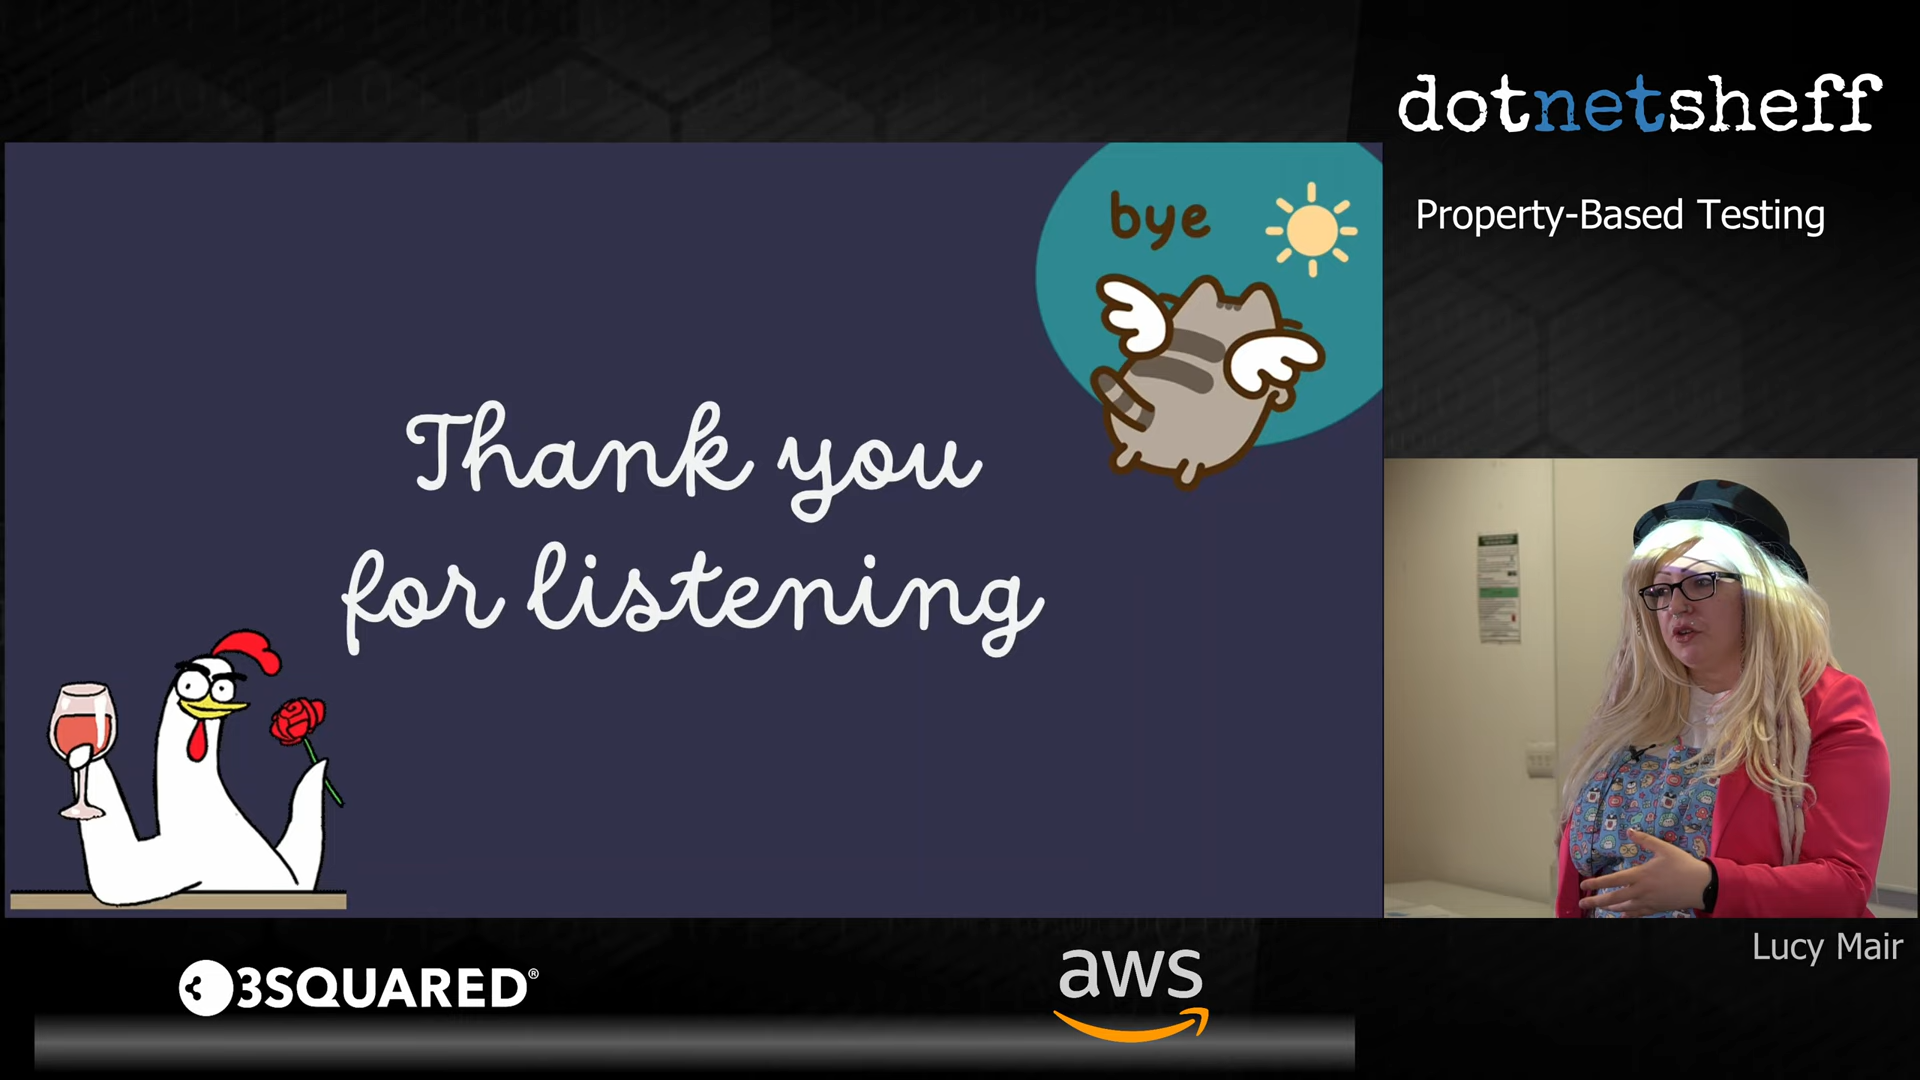 dotnetsheff
Property-Based Testing
bye
Thank you
for listening
Lucy Mair
3SQUARED®
aws